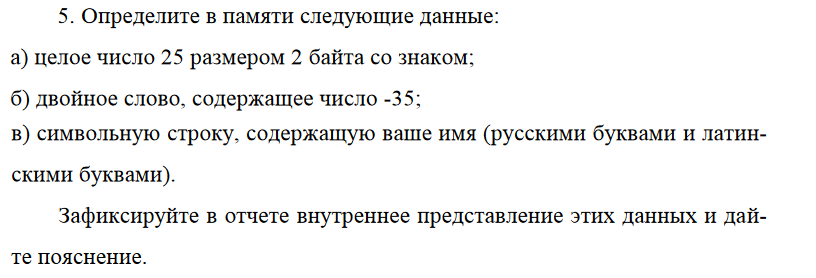 5. Определите в памяти следующие данные:
а) целое число 25 размером 2 байта со знаком;
б) двойное слово, содержащее число -35;
в) символьную строку, содержащую ваше имя (русскими буквами и латин-
скими буквами).
Зафиксируйте в отчете внутреннее представление этих данных и дай-
те пояснение.